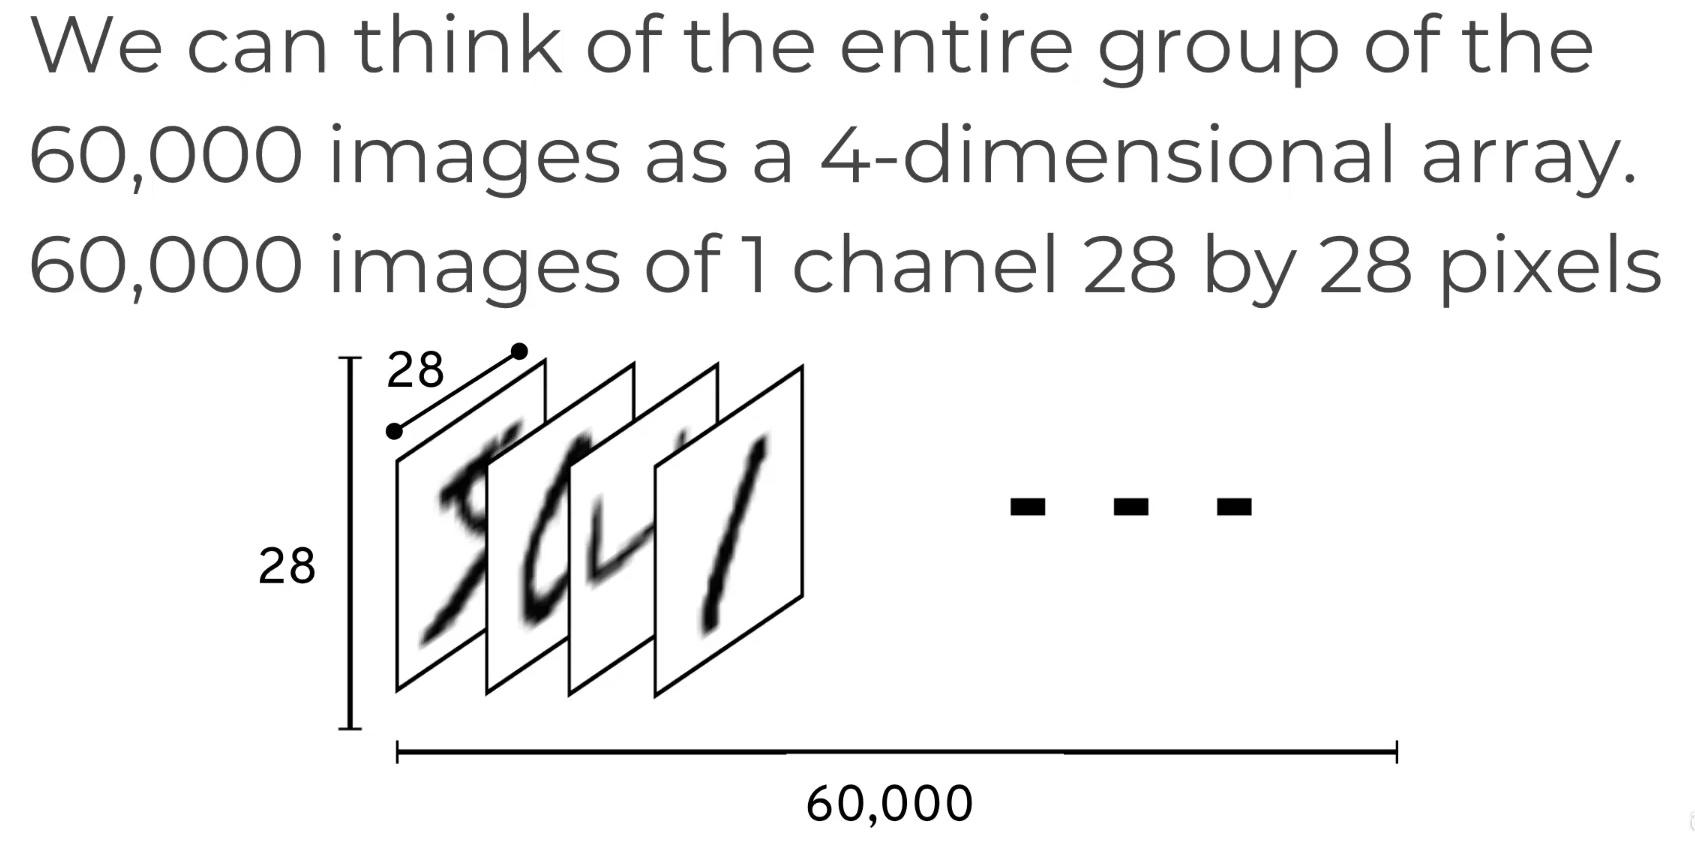 We can think of the entire group of the
60,000 images as a 4-dimensional array.
60,000 images of 1 chanel 28 by 28 pixels
28
28
60,000